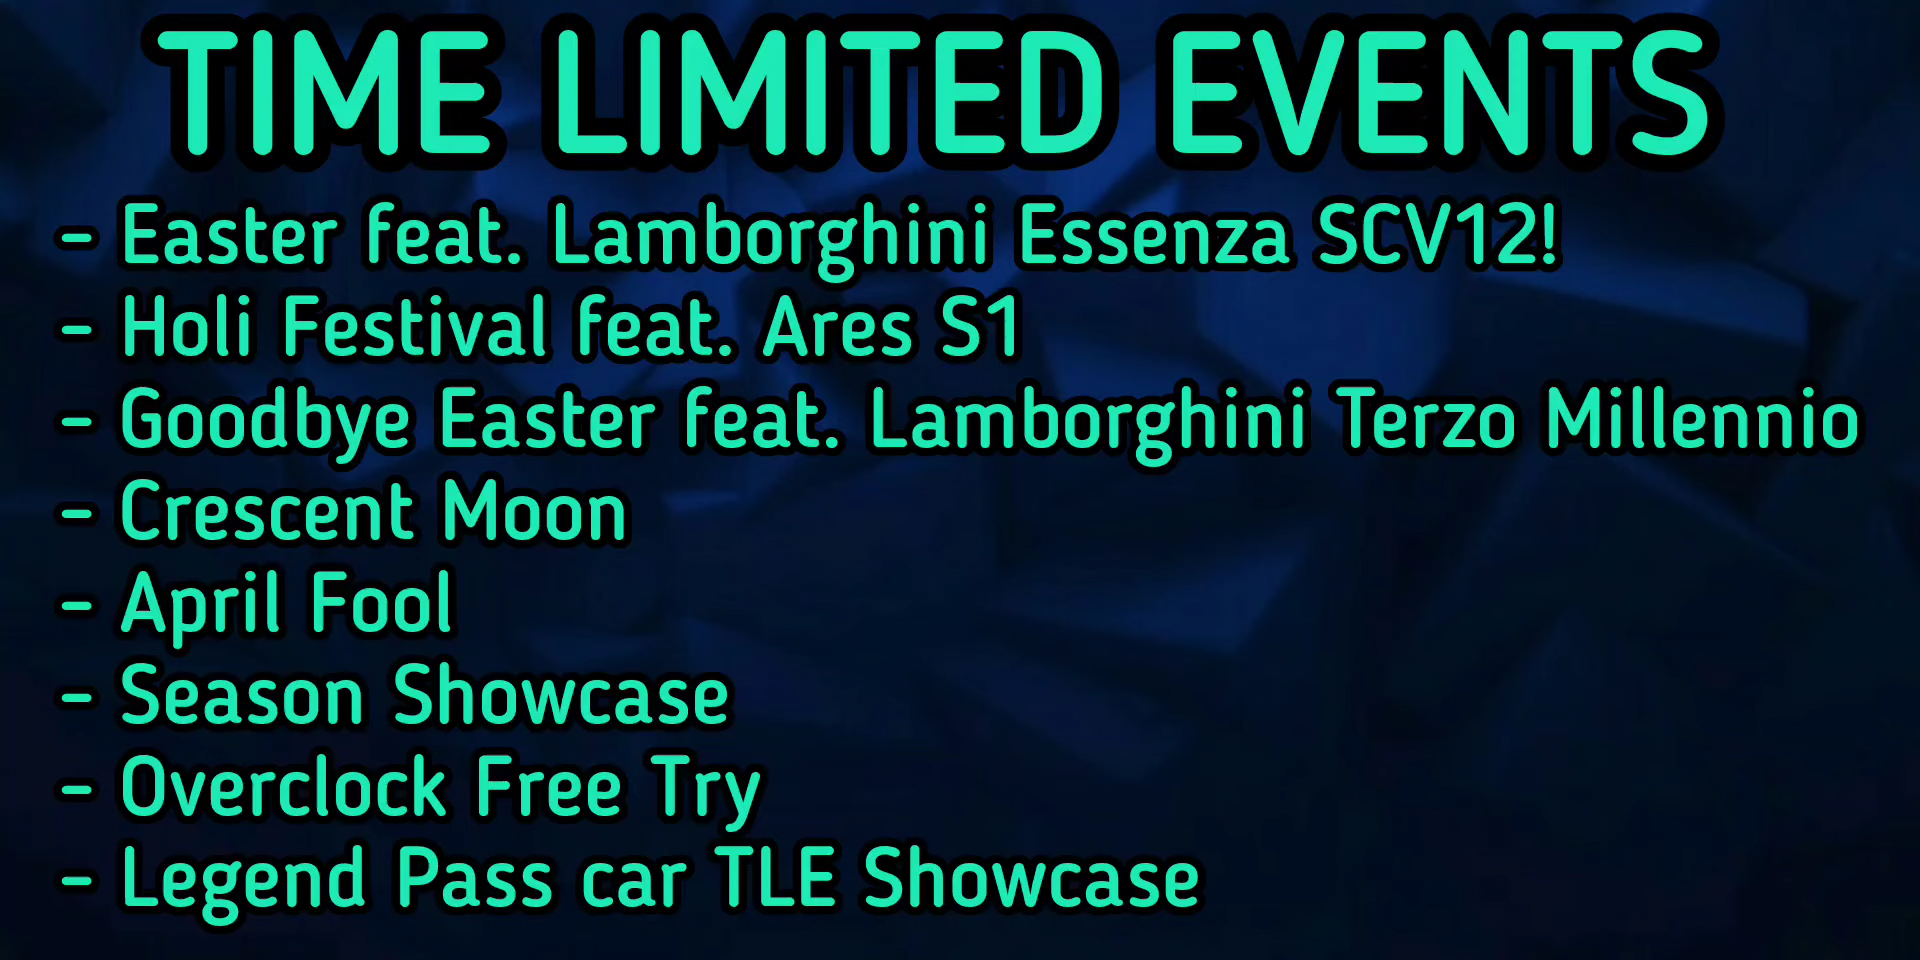 TIME LIMITED EVENTS
- Easter feat. Lamborghini Essenza SCV12!
- Holi Festival feat. Ares S1
- Goodbye Easter feat. Lamborghini Terzo Millennio
- Crescent Moon
- April Fool
- Season Showcase
- Overclock Free Try
- Legend Pass car TLE Showcase